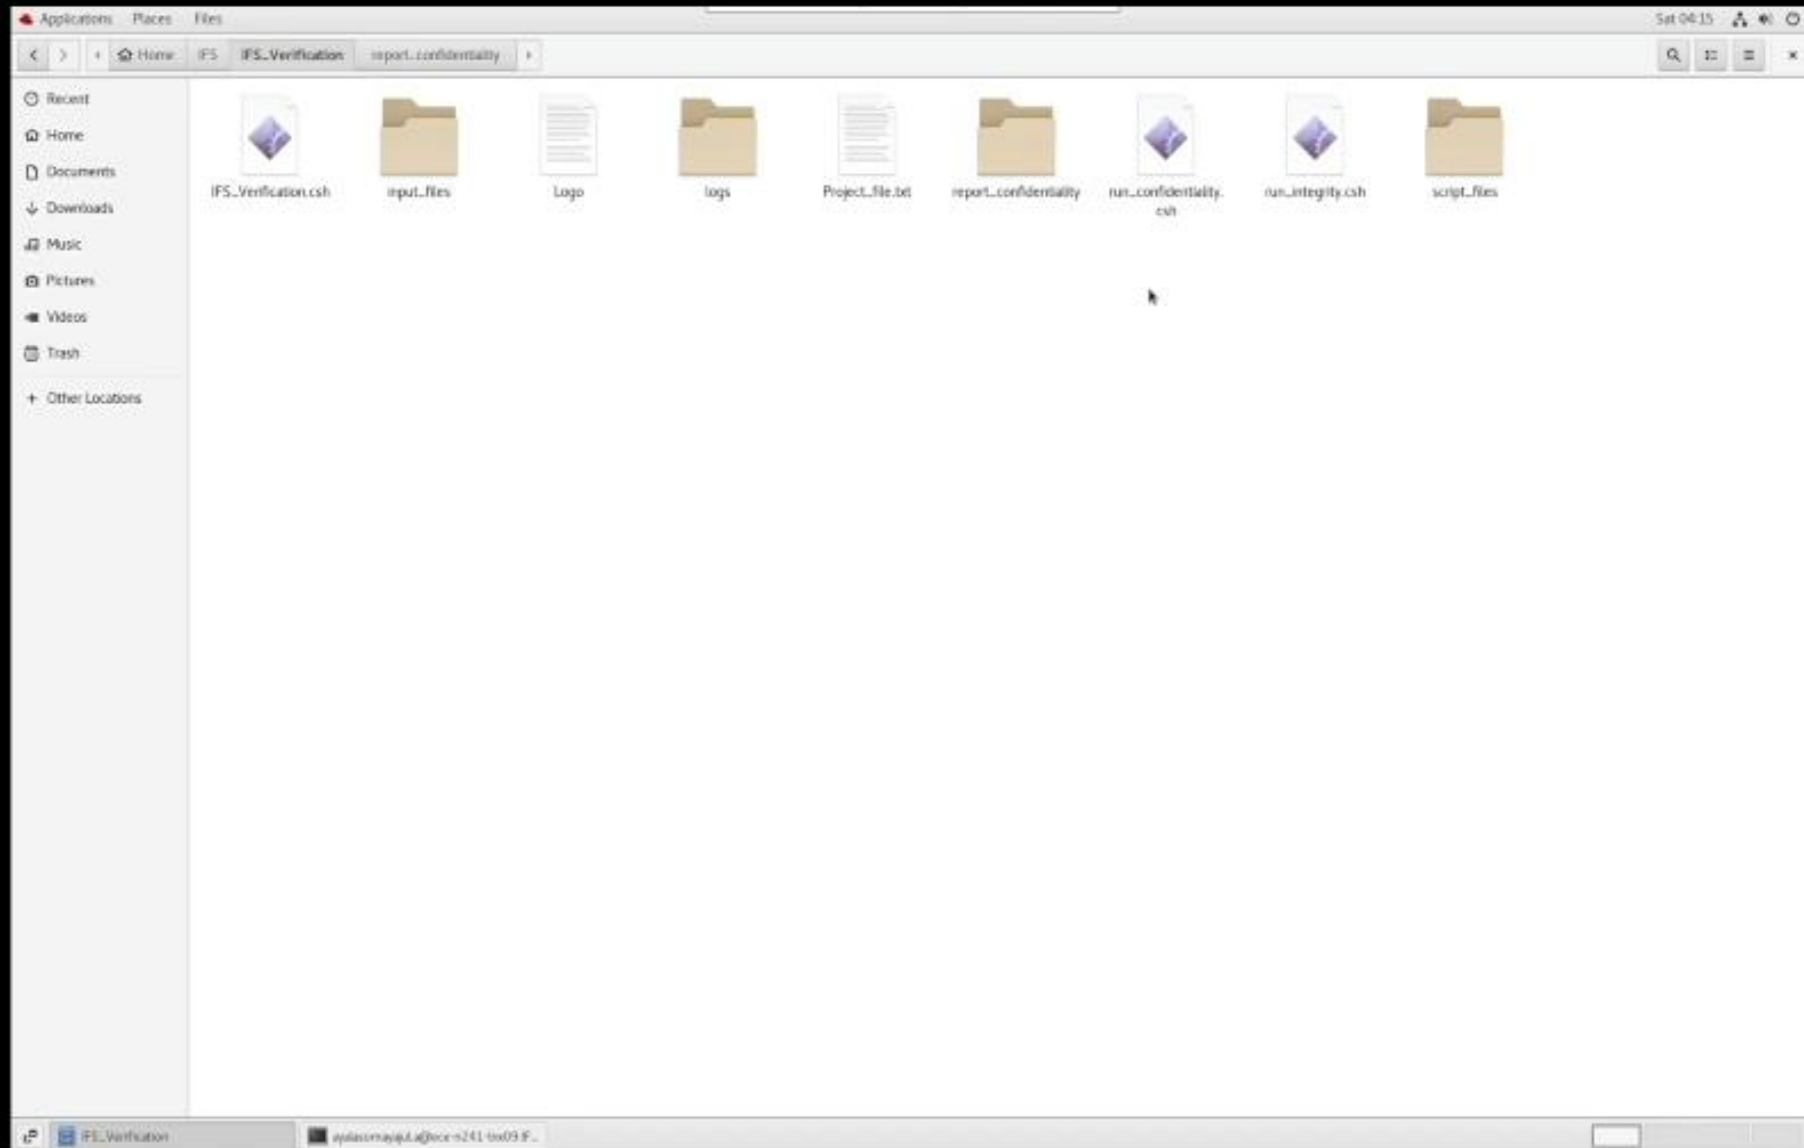 Applications Places Files Sat 04:15
Home IFS IFS_Verification report_confidentiality
Recent
Home
Documents
Downloads
Music
Pictures
Videos
Trash
+ Other Locations
IFS_Verification.csh input_files Logo logs Project_file.txt report_confidentiality run_confidentiality. run_integrity.csh script_files
csh
IFS_Verification